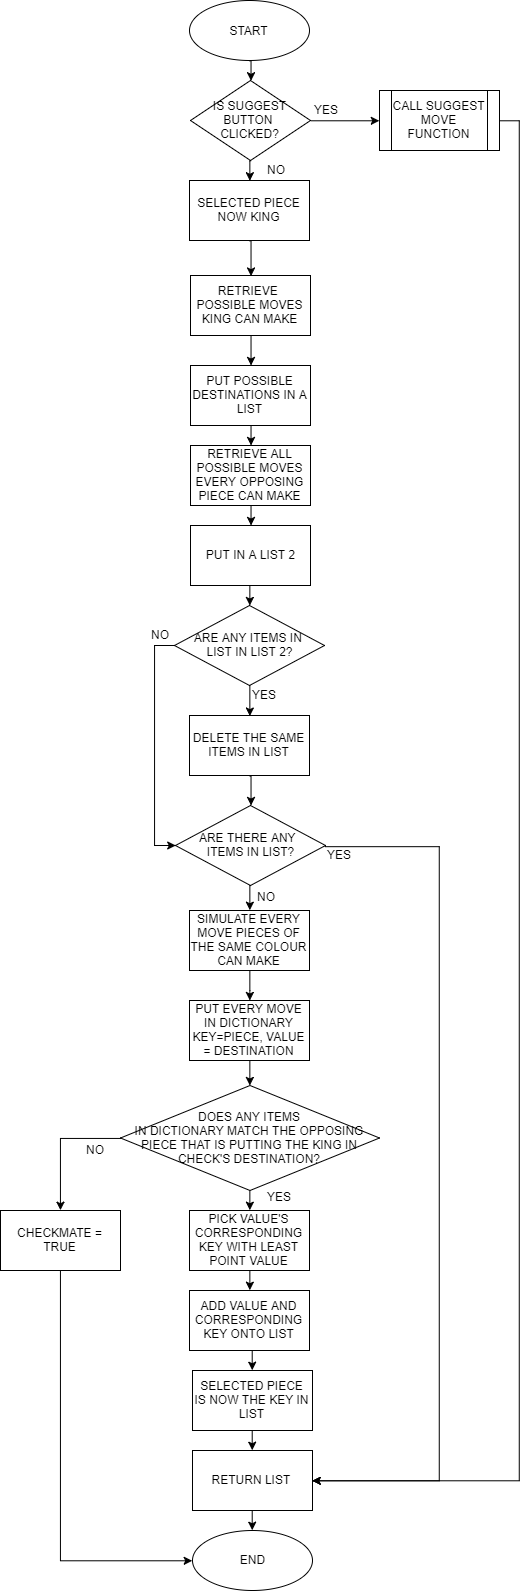 START
IS SUGGEST
BUTTON
CLICKED?
YES
CALL SUGGEST
MOVE
FUNCTION
NO
SELECTED PIECE
NOW KING
RETRIEVE
POSSIBLE MOVES
KING CAN MAKE
PUT POSSIBLE
DESTINATIONS IN A
LIST
RETRIEVE ALL
POSSIBLE MOVES
EVERY OPPOSING
PIECE CAN MAKE
PUT IN A LIST 2
NO
ARE ANY ITEMS IN
LIST IN LIST 2?
YES
DELETE THE SAME
ITEMS IN LIST
ARE THERE ANY
ITEMS IN LIST?
YES
NO
SIMULATE EVERY
MOVE PIECES OF
THE SAME COLOUR
CAN MAKE
PUT EVERY MOVE
IN DICTIONARY
KEY=PIECE, VALUE
= DESTINATION
DOES ANY ITEMS
IN DICTIONARY MATCH THE OPPOSING
PIECE THAT IS PUTTING THE KING IN
CHECK'S DESTINATION?
NO
YES
CHECKMATE =
TRUE
PICK VALUE'S
CORRESPONDING
KEY WITH LEAST
POINT VALUE
ADD VALUE AND
CORRESPONDING
KEY ONTO LIST
SELECTED PIECE
IS NOW THE KEY IN
LIST
RETURN LIST
END